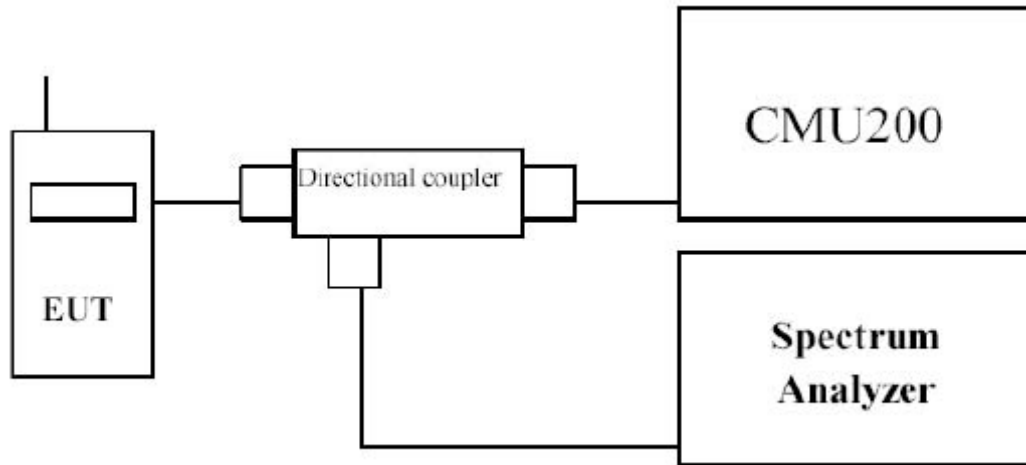 CMU200
Directional coupler
EUT
Spectrum
Analyzer